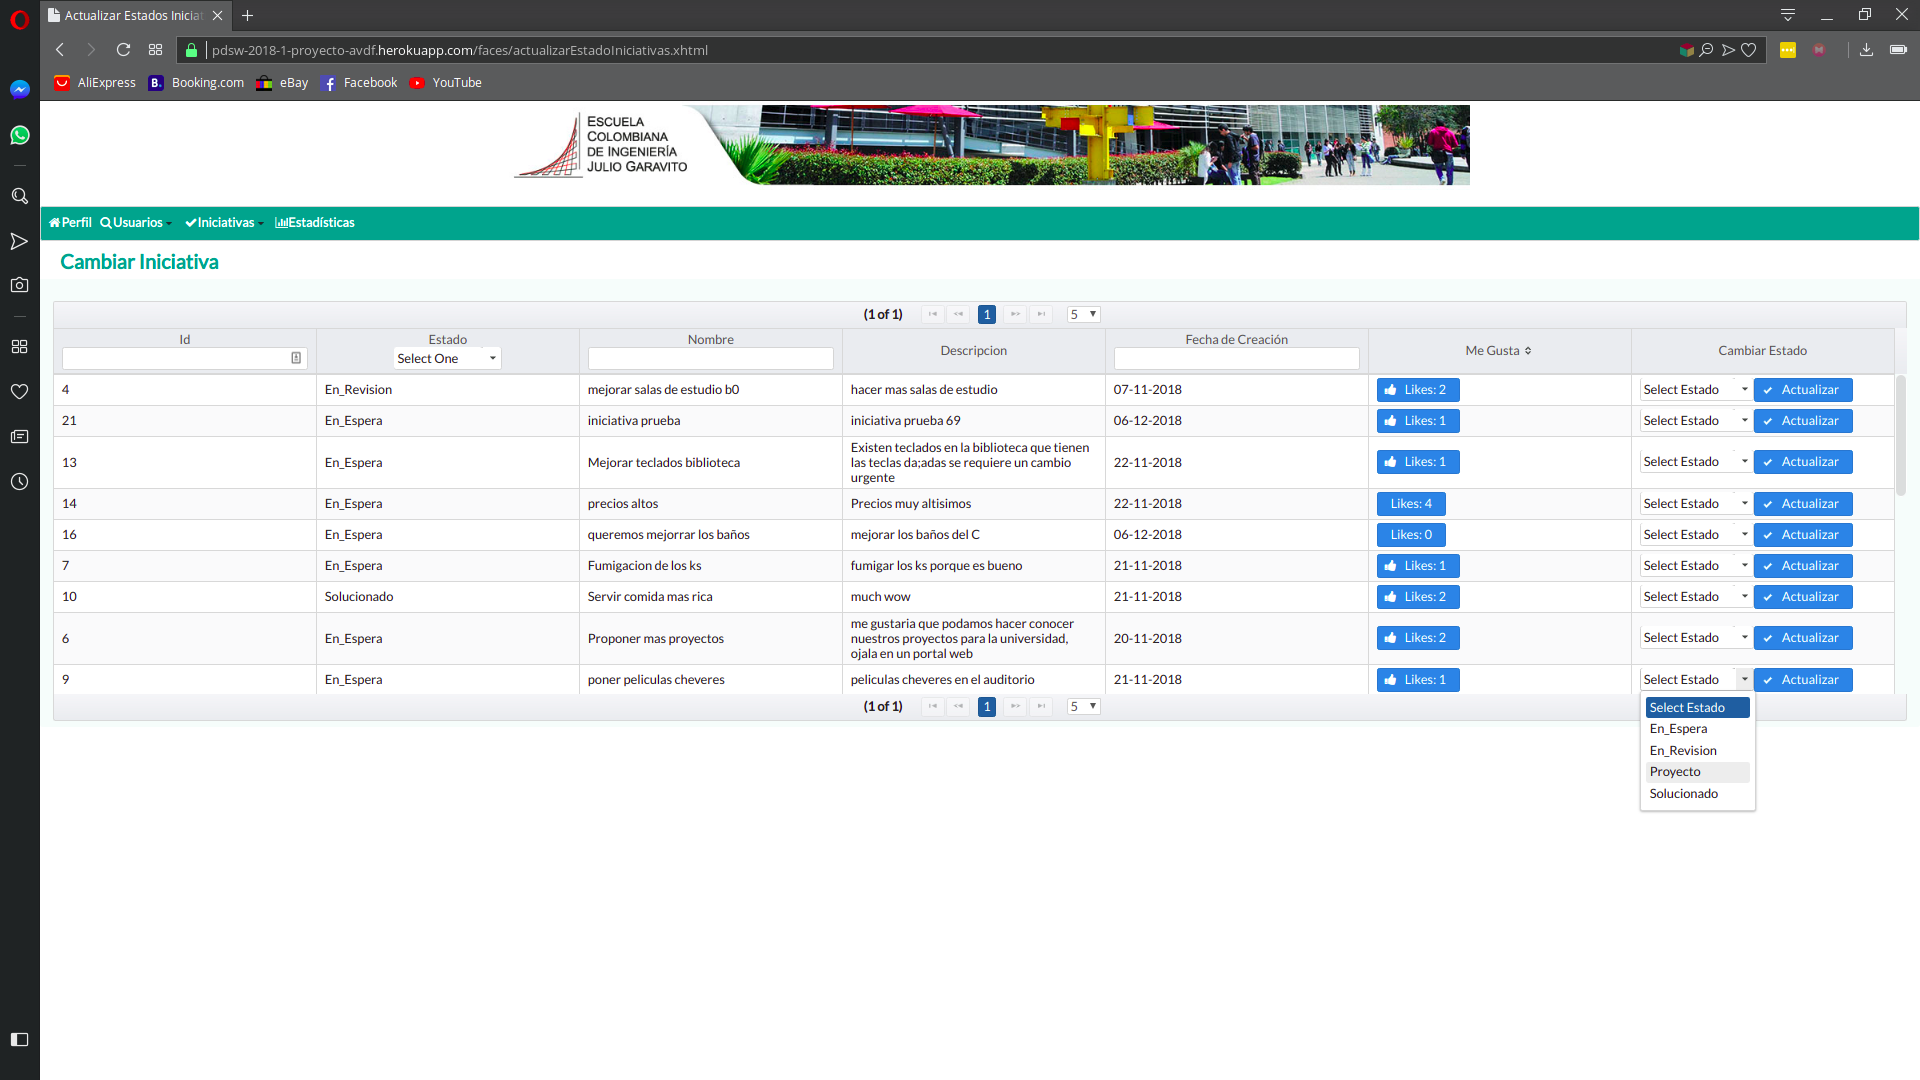 Actualizar Estados Iniciat
pdsw-2018-1-proyecto-avdf.herokuapp.com/faces/actualizarEstadoIniciativas.xhtml
AliExpress B. Booking.com eBay Facebook YouTube
ESCUELA
COLOMBIANA
DE INGENIERÍA
JULIO GARAVITO
Perfil Usuarios Iniciativas Estadísticas
Cambiar Iniciativa
(1 of 1) 1 5
Id Estado Nombre Descripcion Fecha de Creación Me Gusta Cambiar Estado
Select One
4 En_Revision mejorar salas de estudio b0 hacer mas salas de estudio 07-11-2018 Likes: 2 Select Estado Actualizar
21 En_Espera iniciativa prueba iniciativa prueba 69 06-12-2018 Likes: 1 Select Estado Actualizar
13 En_Espera Mejorar teclados biblioteca Existen teclados en la biblioteca que tienen
las teclas da;adas se requiere un cambio
urgente 22-11-2018 Likes: 1 Select Estado Actualizar
14 En_Espera precios altos Precios muy altisimos 22-11-2018 Likes: 4 Select Estado Actualizar
16 En_Espera queremos mejorrar los baños mejorar los baños del C 06-12-2018 Likes: 0 Select Estado Actualizar
7 En_Espera Fumigacion de los ks fumigar los ks porque es bueno 21-11-2018 Likes: 1 Select Estado Actualizar
10 Solucionado Servir comida mas rica much wow 21-11-2018 Likes: 2 Select Estado Actualizar
6 En_Espera Proponer mas proyectos me gustaria que podamos hacer conocer
nuestros proyectos para la universidad,
ojala en un portal web 20-11-2018 Likes: 2 Select Estado Actualizar
9 En_Espera poner peliculas cheveres peliculas cheveres en el auditorio 21-11-2018 Likes: 1 Select Estado Actualizar
(1 of 1) 1 5
Select Estado
En_Espera
En_Revision
Proyecto
Solucionado